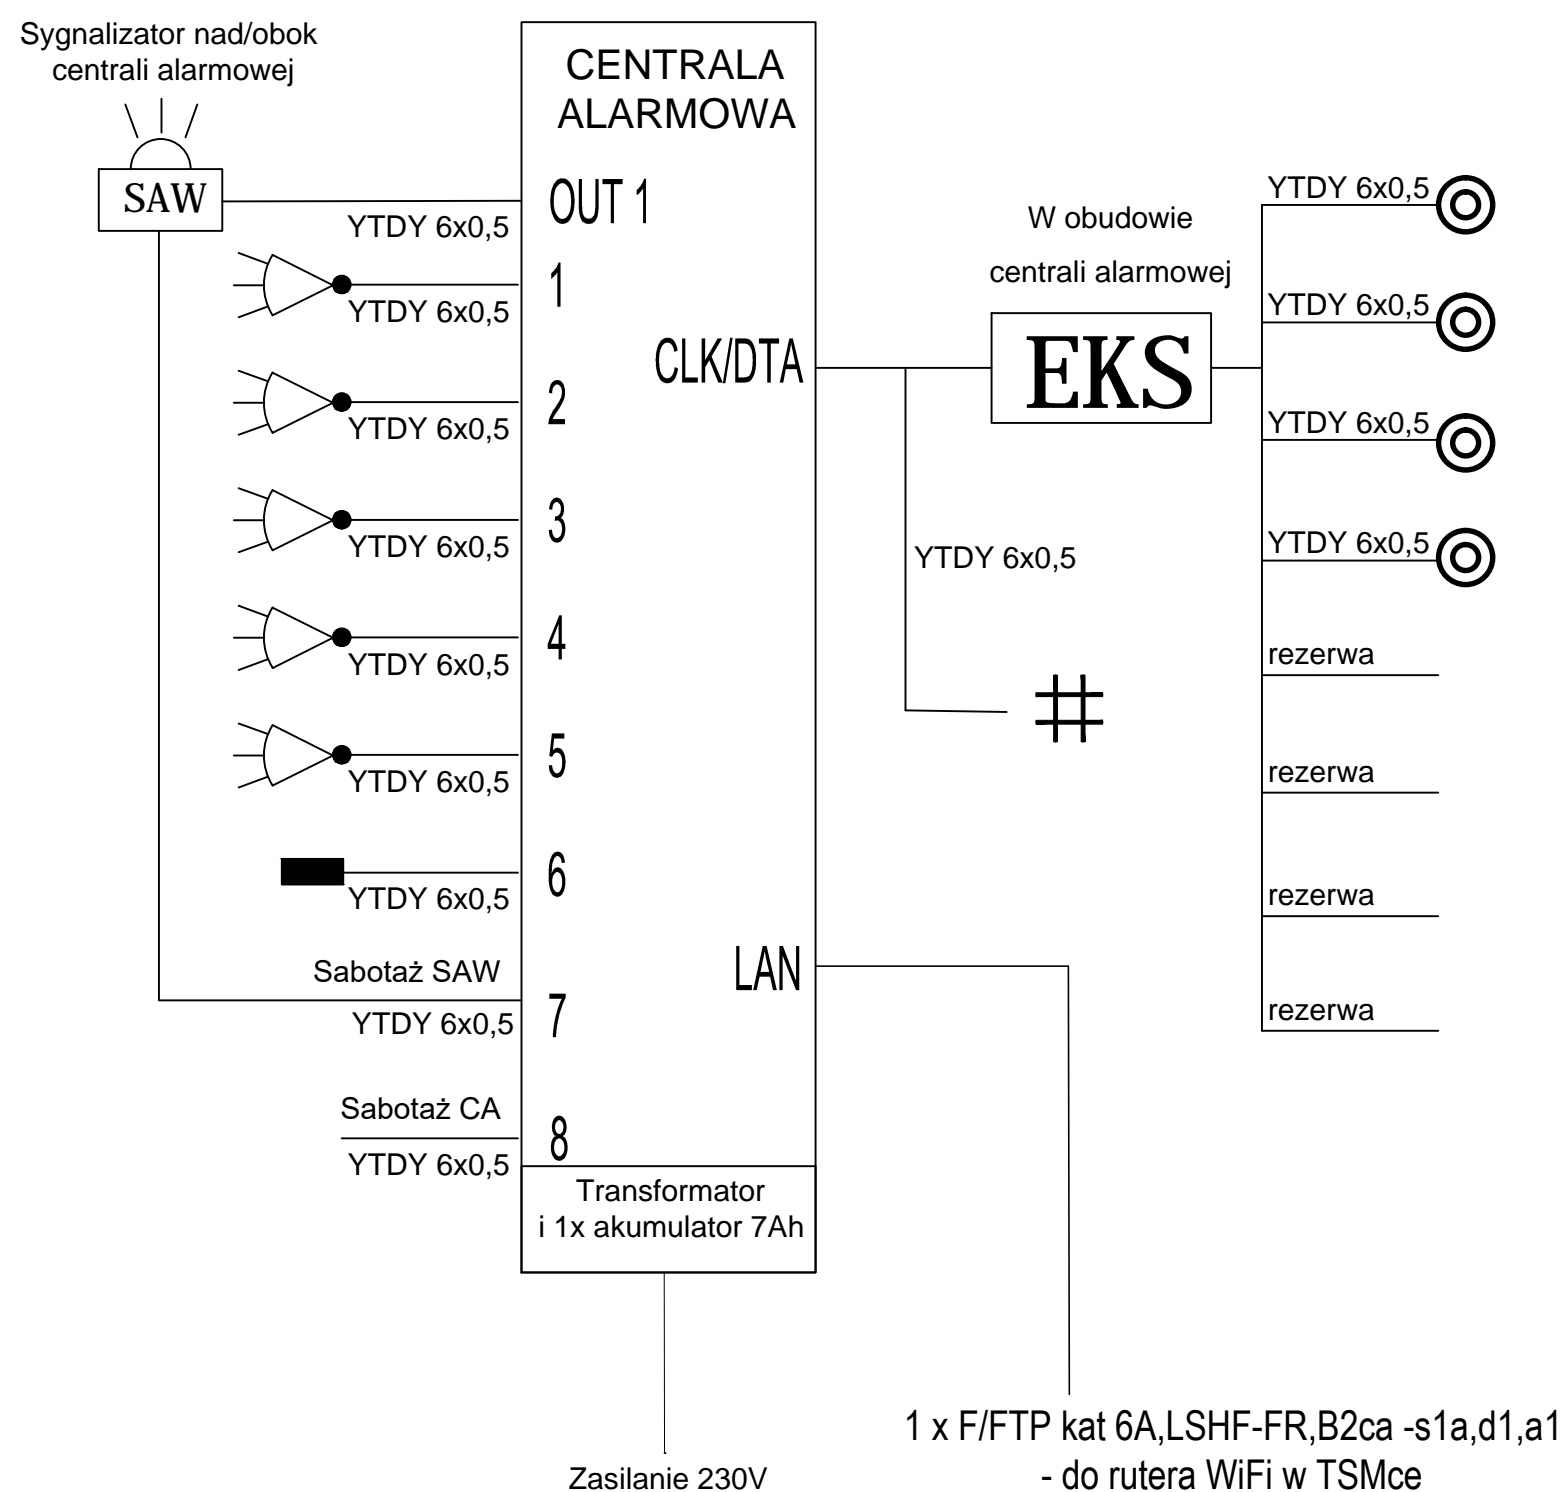 Sygnalizator nad/obok
centrali alarmowej
SAW
CENTRALA
ALARMOWA
OUT 1
YTDY 6x0,5
1
YTDY 6x0,5
2
YTDY 6x0,5
3
YTDY 6x0,5
4
YTDY 6x0,5
5
YTDY 6x0,5
6
YTDY 6x0,5
Sabotaż SAW
7
YTDY 6x0,5
Sabotaż CA
8
YTDY 6x0,5
CLK/DTA
LAN
Transformator
i 1x akumulator 7Ah
Zasilanie 230V
W obudowie
centrali alarmowej
EKS
YTDY 6x0,5
#
YTDY 6x0,5
YTDY 6x0,5
YTDY 6x0,5
YTDY 6x0,5
rezerwa
rezerwa
rezerwa
rezerwa
1 x F/FTP kat 6A,LSHF-FR,B2ca -s1a,d1,a1
- do rutera WiFi w TSMce